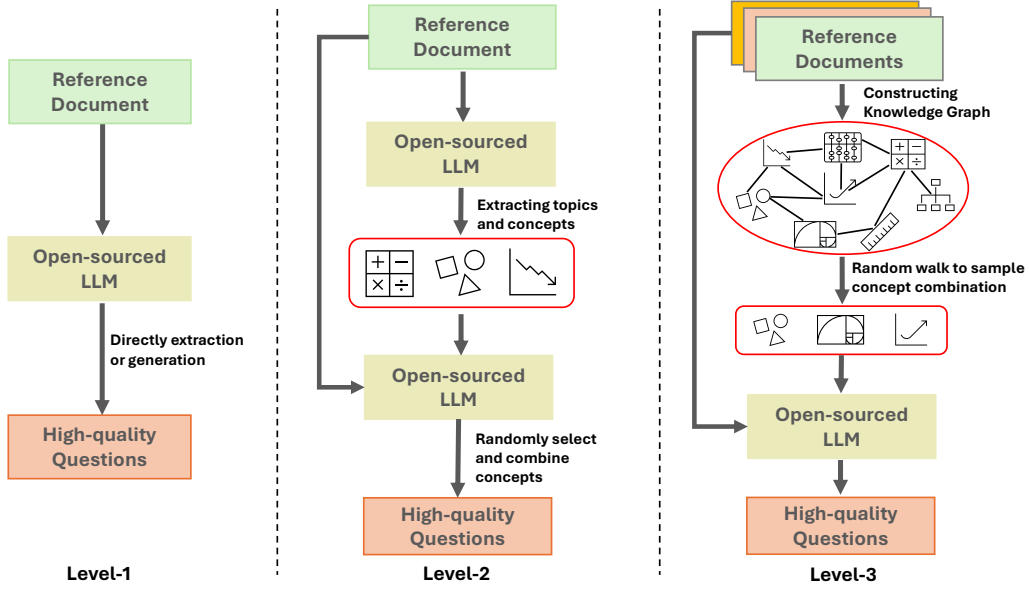 Reference
Document
Open-sourced
LLM
Directly extraction
or generation
High-quality
Questions
Level-1
Reference
Document
Open-sourced
LLM
Extracting topics
and concepts
+ −
× ÷
Open-sourced
LLM
Randomly select
and combine
concepts
High-quality
Questions
Level-2
Reference
Documents
Constructing
Knowledge Graph
+ −
× ÷
Random walk to sample
concept combination
Open-sourced
LLM
High-quality
Questions
Level-3